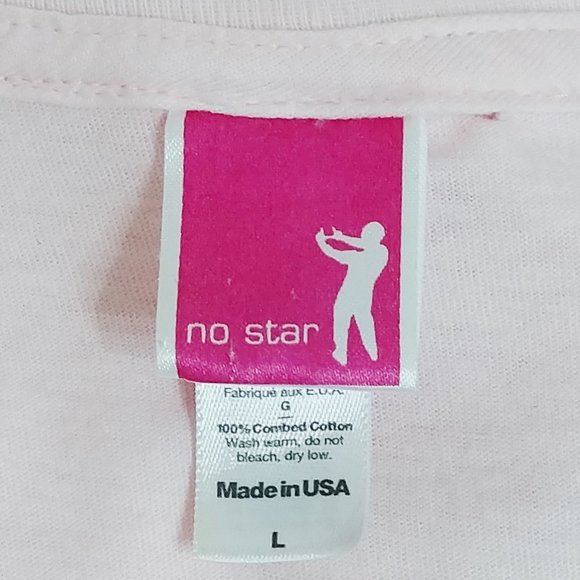 no star
Fabriqué aux E.U.A.
G
100% Combed Cotton
Wash warm, do not
bleach, dry low.
Made in USA
L